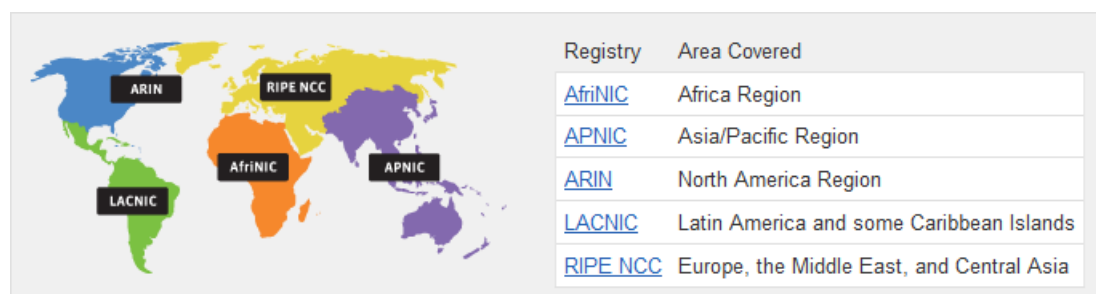 ARIN
RIPE NCC
AfriNIC
APNIC
LACNIC
Registry Area Covered
AfriNIC Africa Region
APNIC Asia/Pacific Region
ARIN North America Region
LACNIC Latin America and some Caribbean Islands
RIPE NCC Europe, the Middle East, and Central Asia